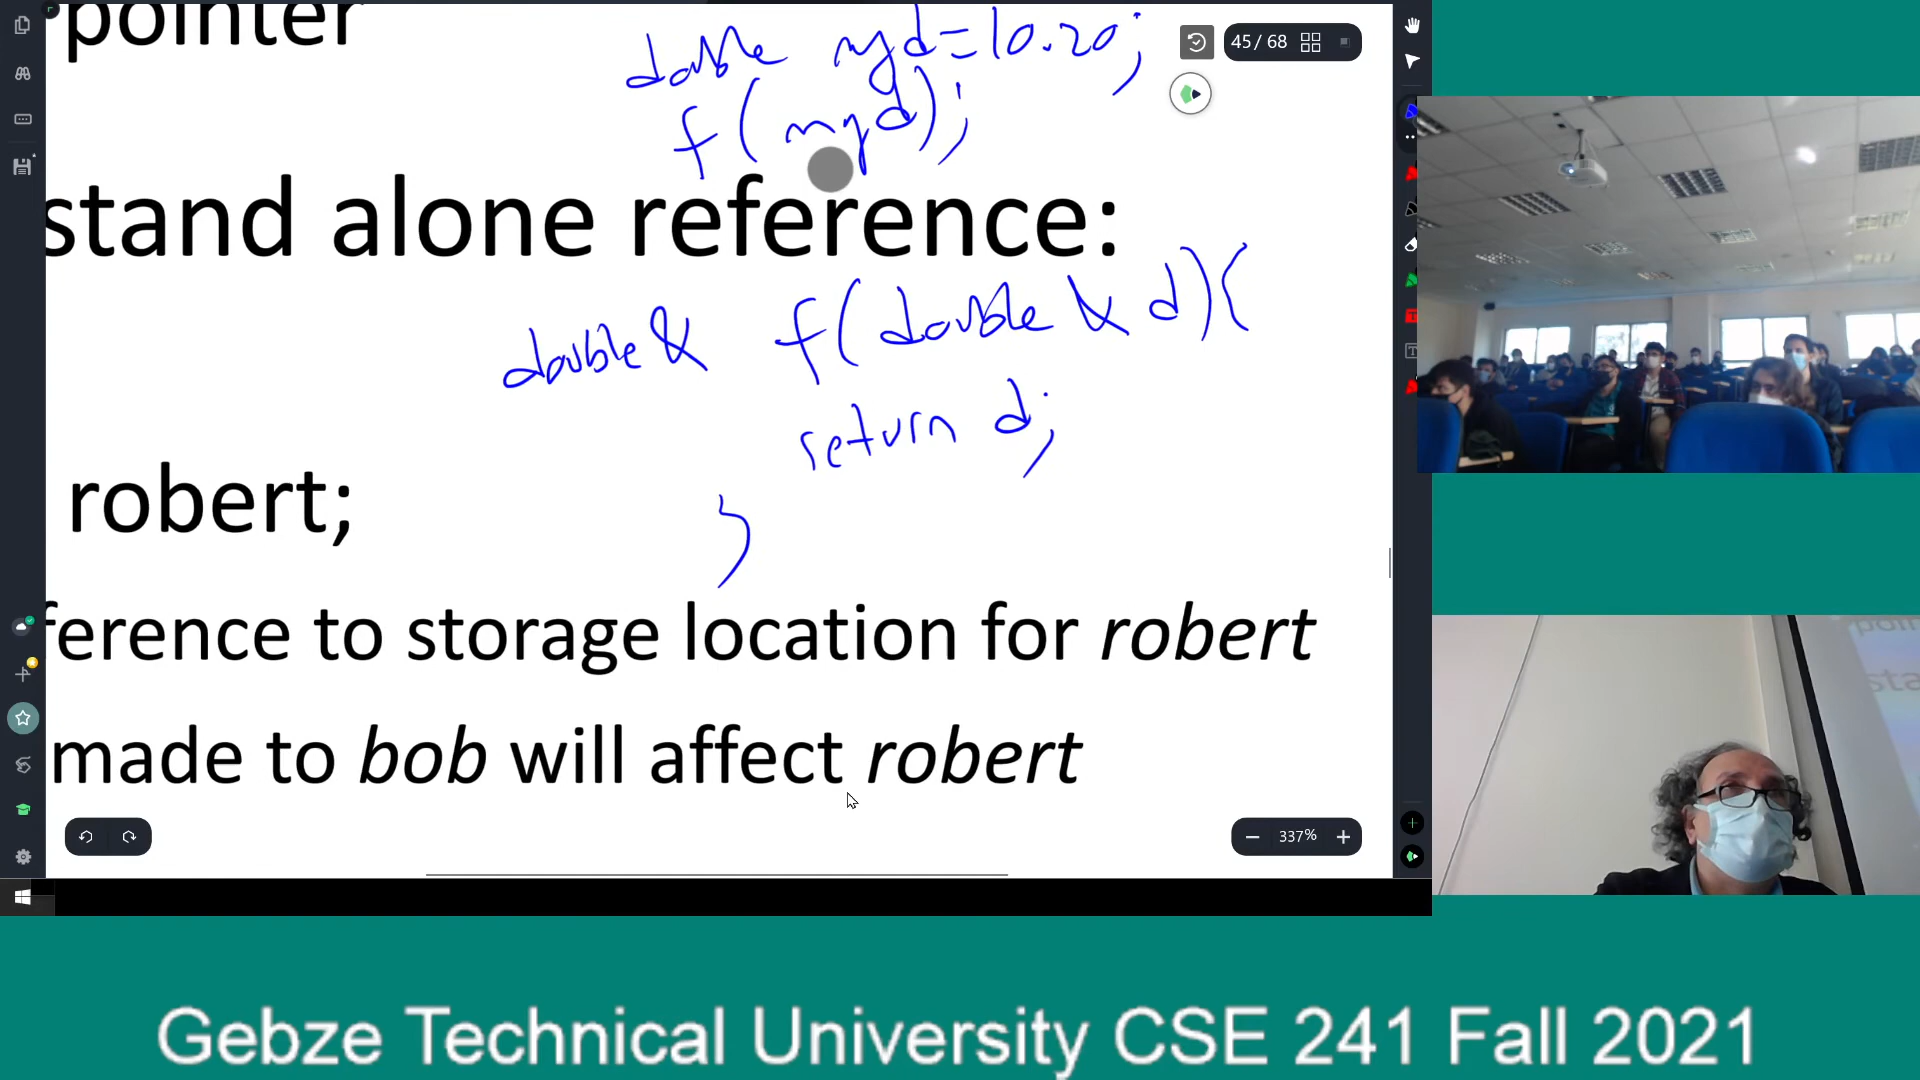 pointer
double myd=10.20;
f(myd);
45/ 68
stand alone reference:
double& f(double & d){
return d;
robert;
}
ference to storage location for robert
made to bob will affect robert
337%
Gebze Technical University CSE 241 Fall 2021